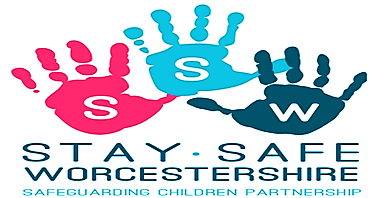 S S W
STAY · SAFE
WORCESTERSHIRE
SAFEGUARDING CHILDREN PARTNERSHIP